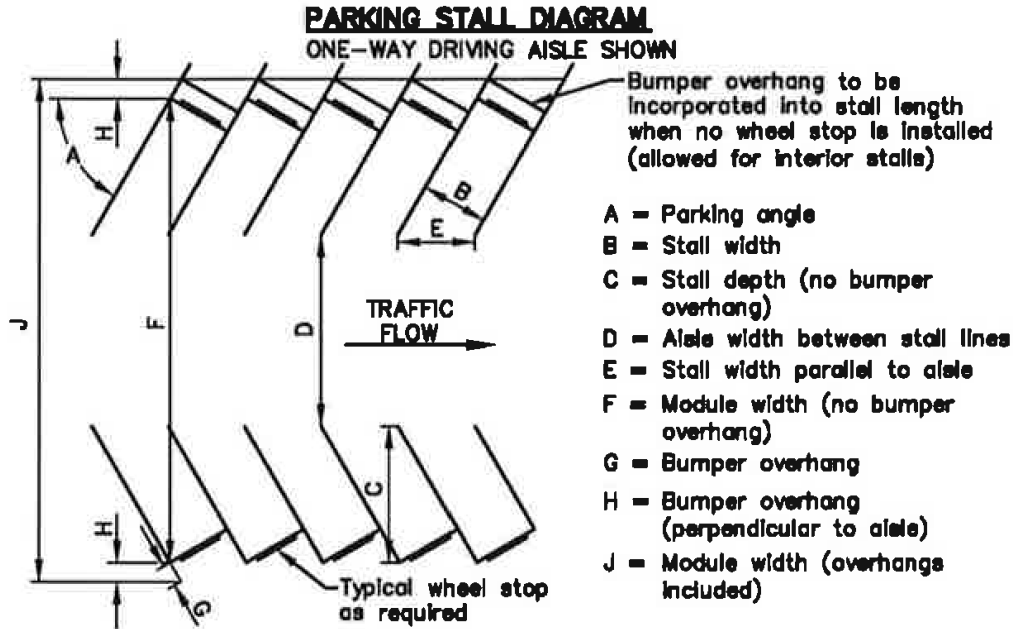 PARKING STALL DIAGRAM
ONE-WAY DRIVING AISLE SHOWN
Bumper overhang to be
incorporated into stall length
when no wheel stop is installed
(allowed for interior stalls)
H
A
B
E
J
F
D
TRAFFIC
FLOW
C
H
G
Typical wheel stop
as required
A = Parking angle
B = Stall width
C = Stall depth (no bumper
overhang)
D = Aisle width between stall lines
E = Stall width parallel to aisle
F = Module width (no bumper
overhang)
G = Bumper overhang
H = Bumper overhang
(perpendicular to aisle)
J = Module width (overhangs
included)